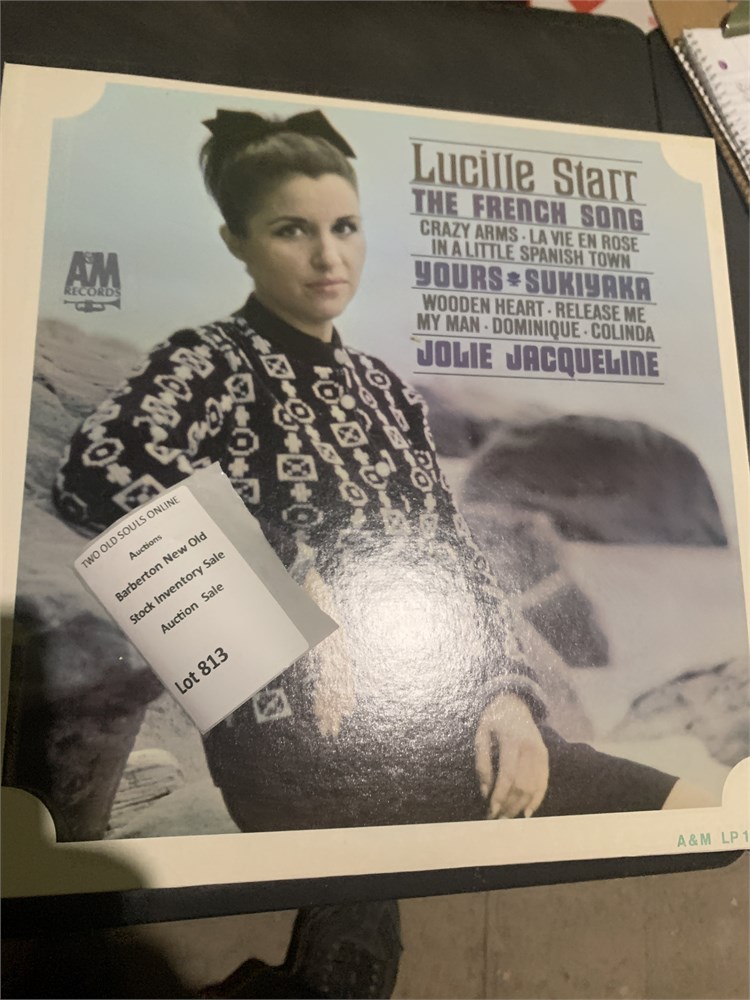 Lucille Starr
THE FRENCH SONG
CRAZY ARMS · LA VIE EN ROSE
IN A LITTLE SPANISH TOWN
YOURS * SUKIYAKA
WOODEN HEART · RELEASE ME
MY MAN · DOMINIQUE · COLINDA
JOLIE JACQUELINE
A&M
RECORDS
TWO OLD SOULS ONLINE
Auctions
Barberton New Old
Stock Inventory Sale
Auction Sale
Lot 813
A&M LP 1